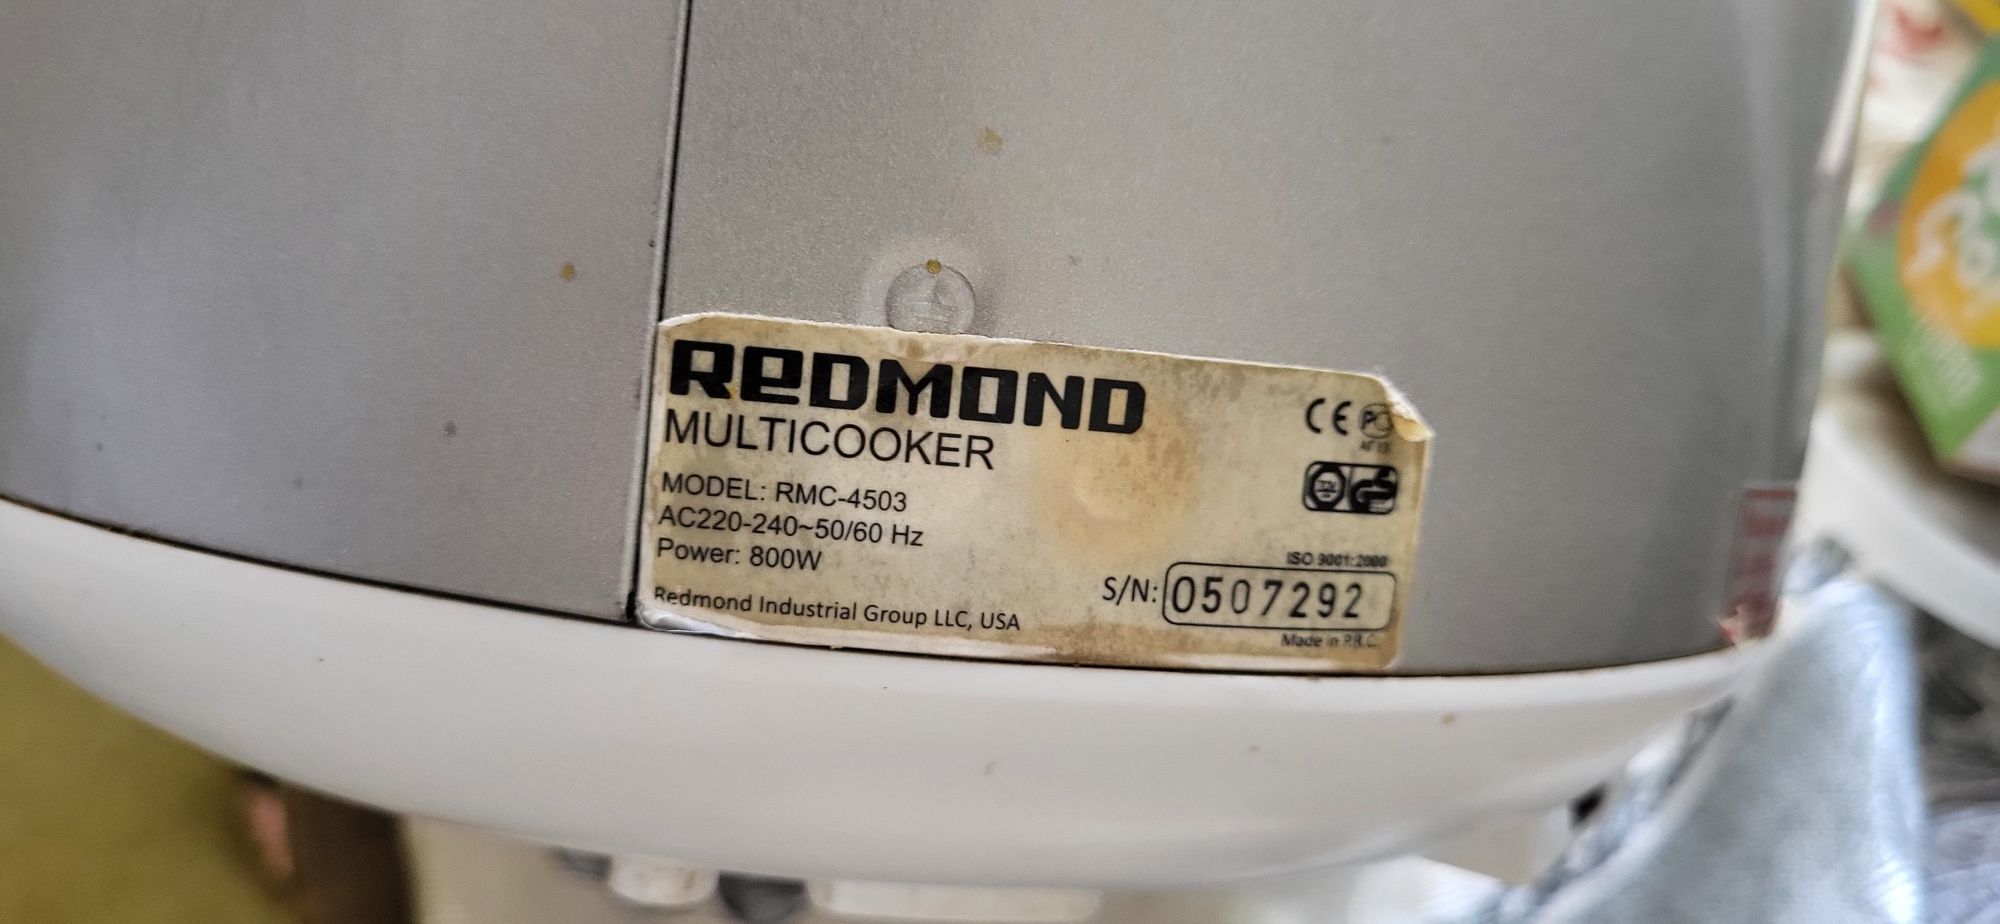 REDMOND
MULTICOOKER
MODEL: RMC-4503
AC220-240~50/60 Hz
Power: 800W
Redmond Industrial Group LLC, USA
CE PC
ISO 9001:2000
S/N: 0507292
Made in P.R.C.